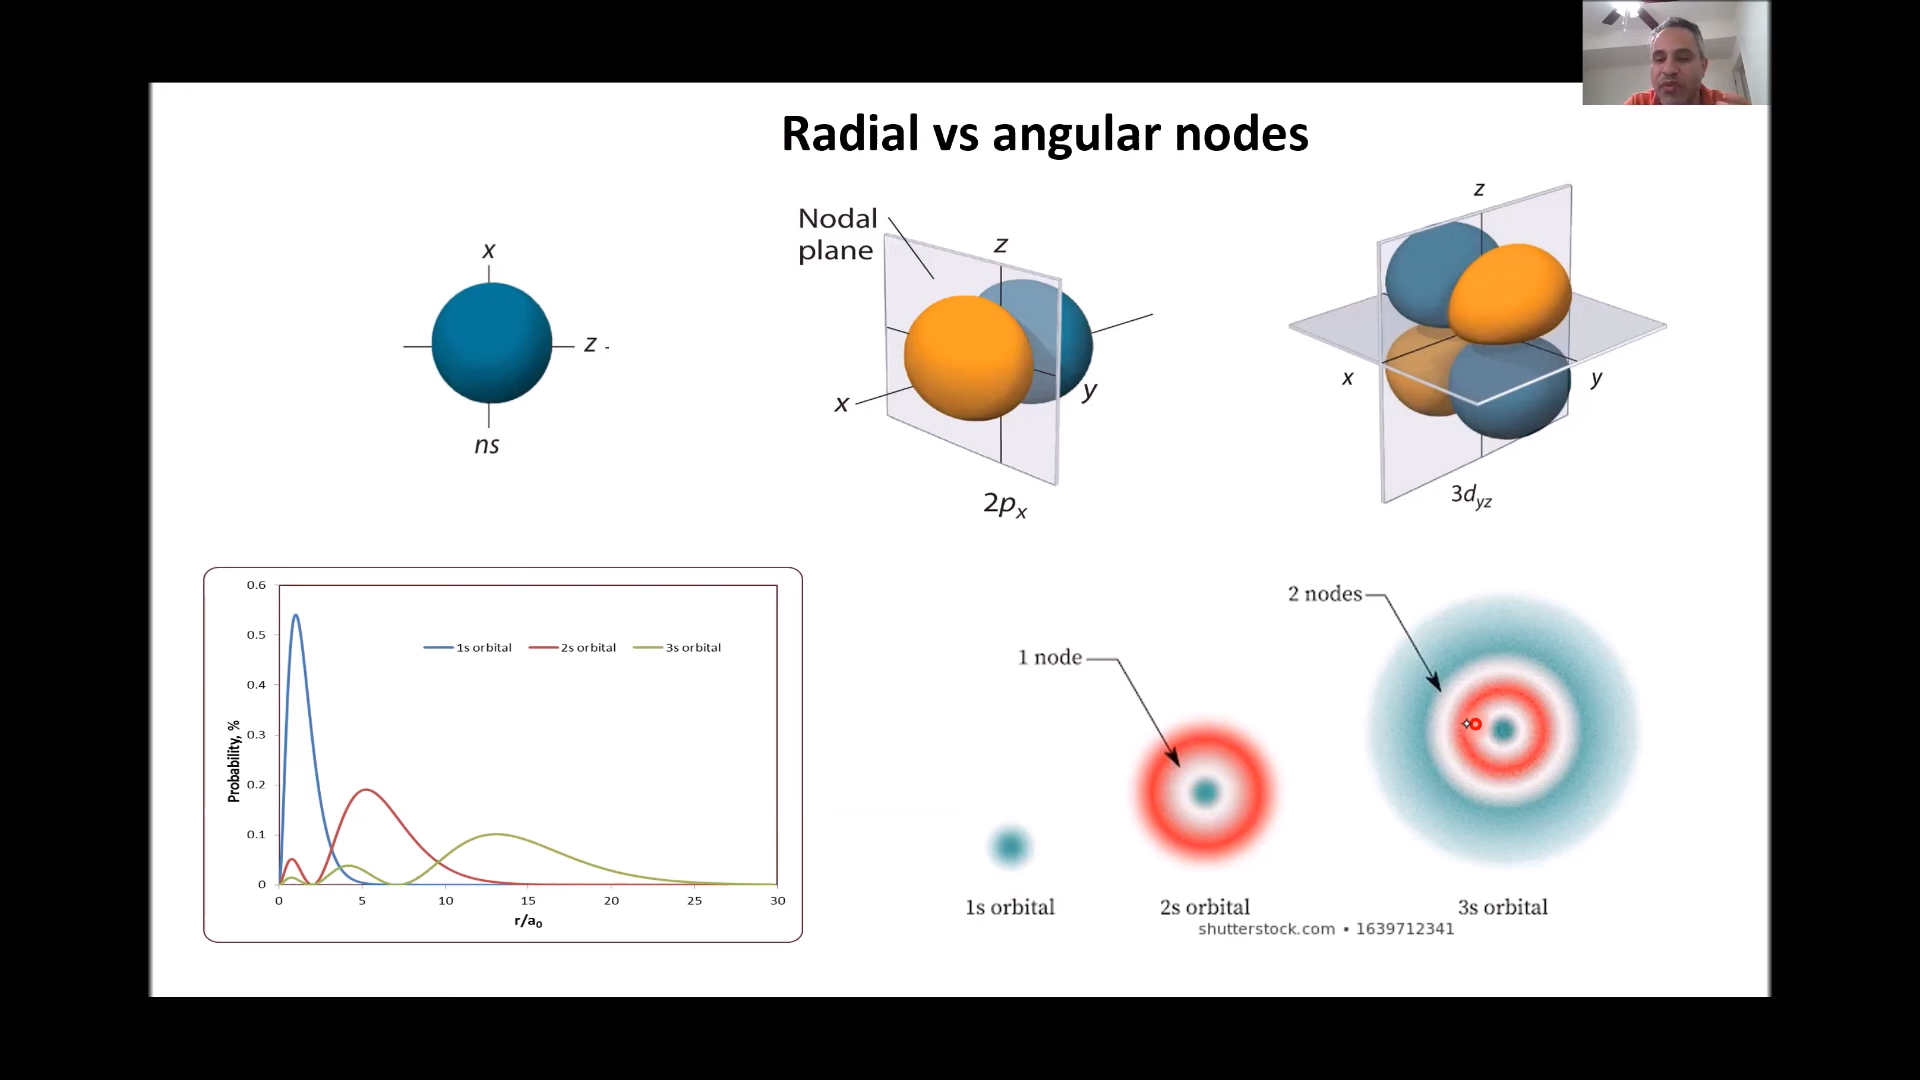 Radial vs angular nodes
x
z -
ns
Nodal
plane
z
x
y
2pₓ
z
x
y
3d_yz
0.6
0.5
0.4
0.3
0.2
0.1
0
Probability, %
1s orbital 2s orbital 3s orbital
0 5 10 15 20 25 30
r/a₀
1 node
2 nodes
1s orbital 2s orbital 3s orbital
shutterstock.com • 1639712341